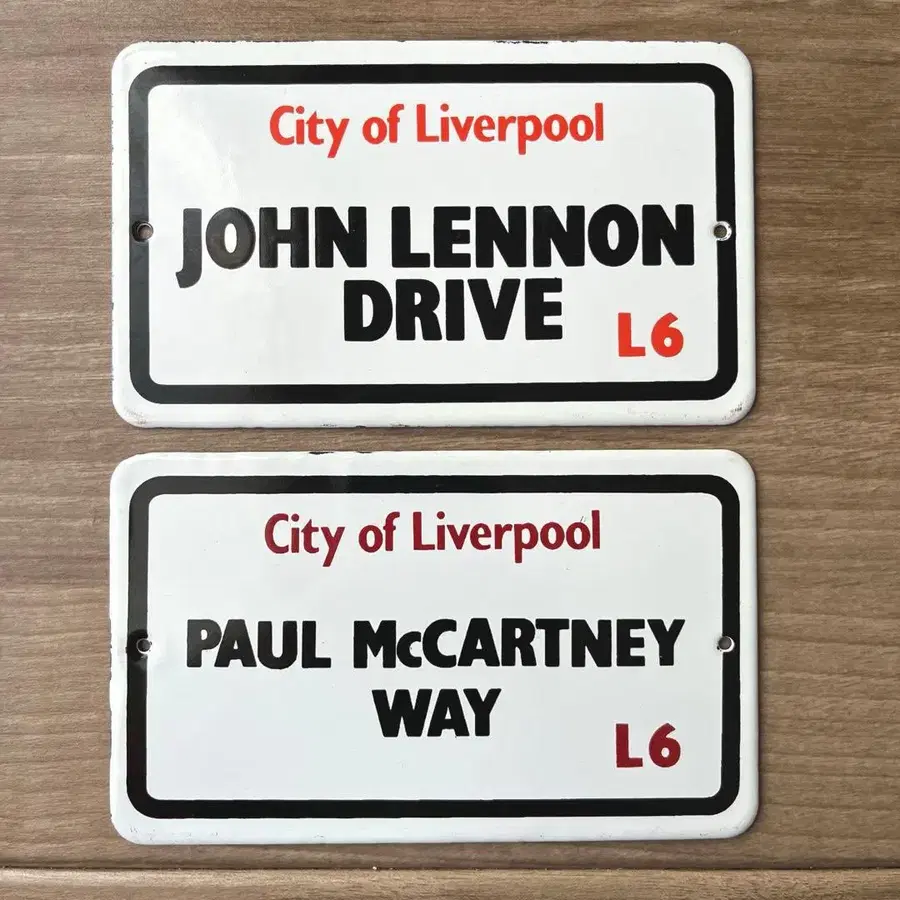 City of Liverpool
JOHN LENNON
DRIVE
L6
City of Liverpool
PAUL McCARTNEY
WAY
L6